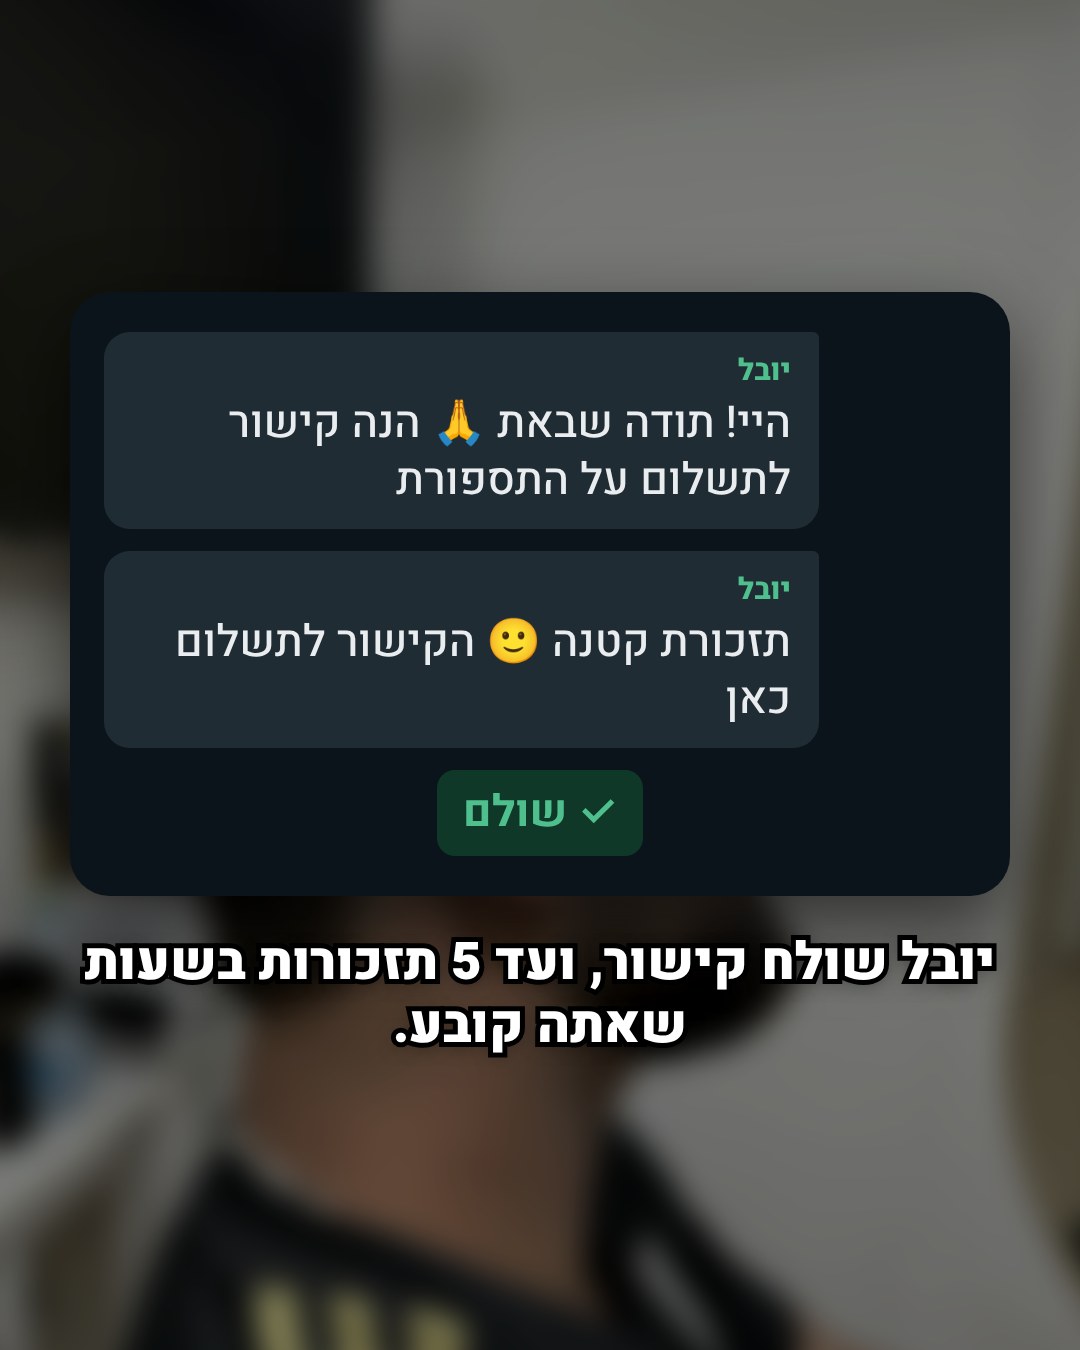 יובל
היי! תודה שבאת 🙏 הנה קישור
לתשלום על התספורת
יובל
תזכורת קטנה 🙂 הקישור לתשלום
כאן
✓ שולם
יובל שולח קישור, ועד 5 תזכורות בשעות
שאתה קובע.